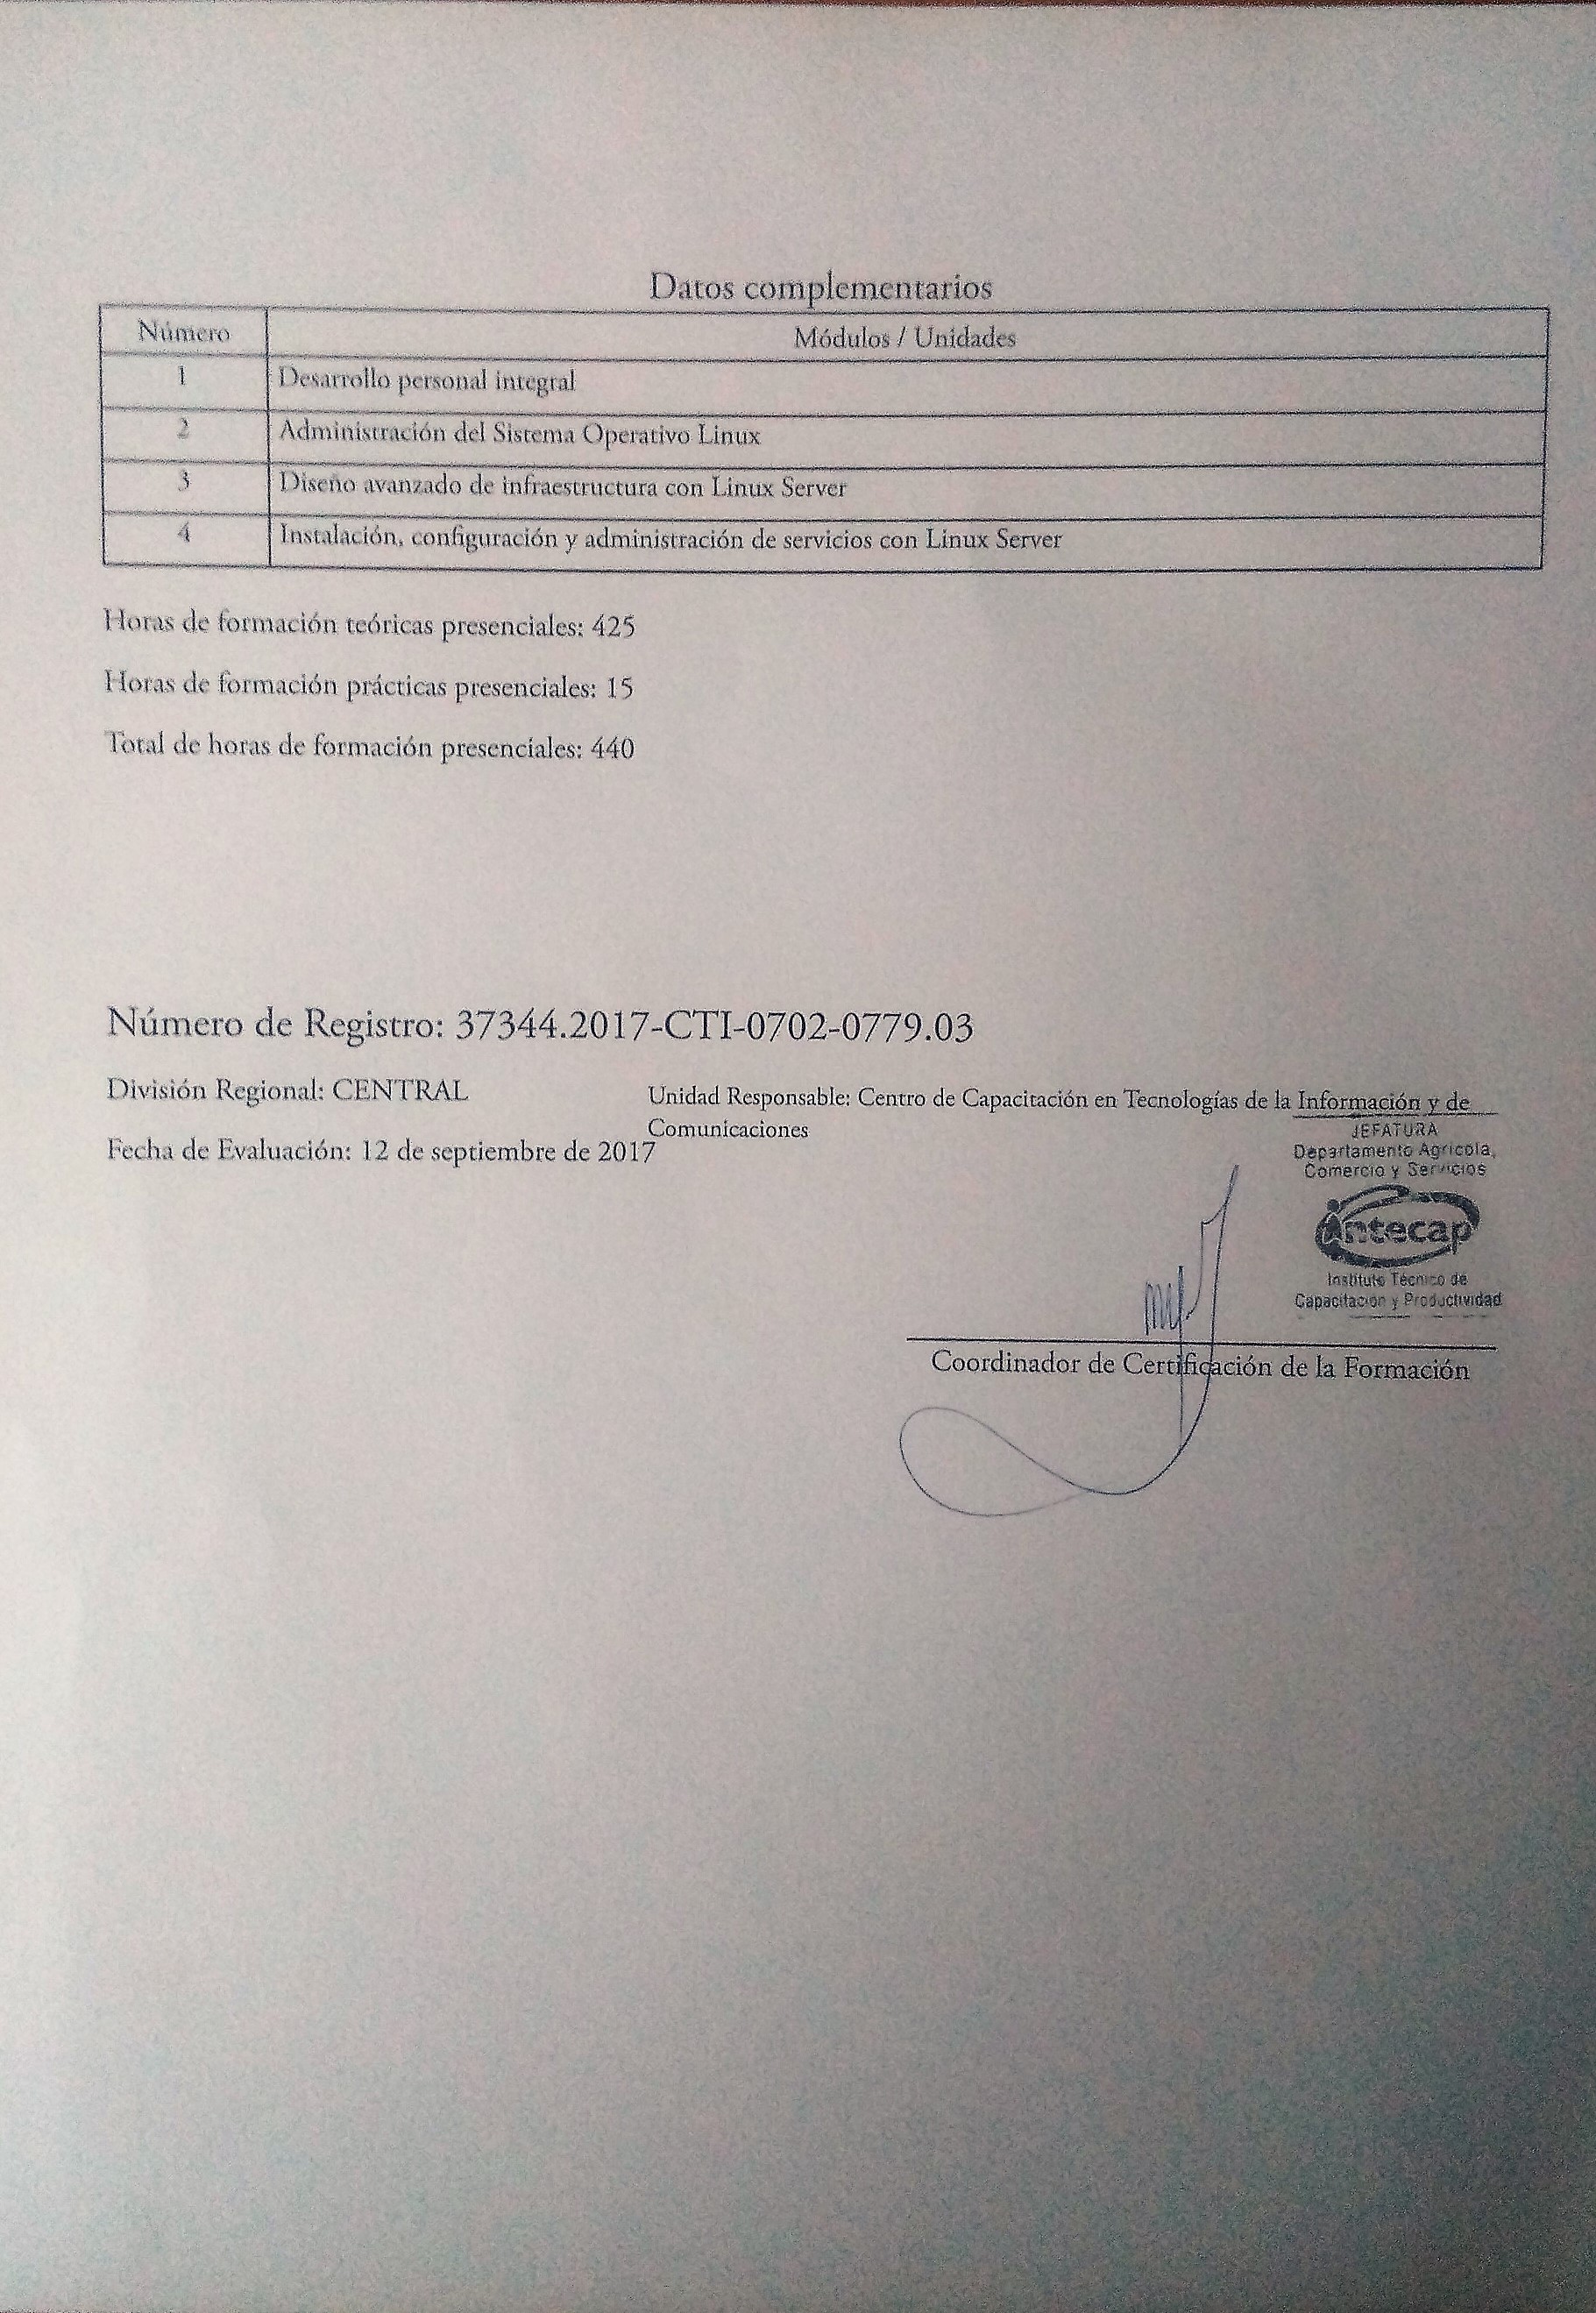 Datos complementarios
Número Módulos / Unidades
1 Desarrollo personal integral
2 Administración del Sistema Operativo Linux
3 Diseño avanzado de infraestructura con Linux Server
4 Instalación, configuración y administración de servicios con Linux Server
Horas de formación teóricas presenciales: 425
Horas de formación prácticas presenciales: 15
Total de horas de formación presenciales: 440
Número de Registro: 37344.2017-CTI-0702-0779.03
División Regional: CENTRAL
Unidad Responsable: Centro de Capacitación en Tecnologías de la Información y de
Comunicaciones
Fecha de Evaluación: 12 de septiembre de 2017
JEFATURA
Departamento Agrícola,
Comercio y Servicios
intecap
Instituto Técnico de
Capacitación y Productividad
Coordinador de Certificación de la Formación